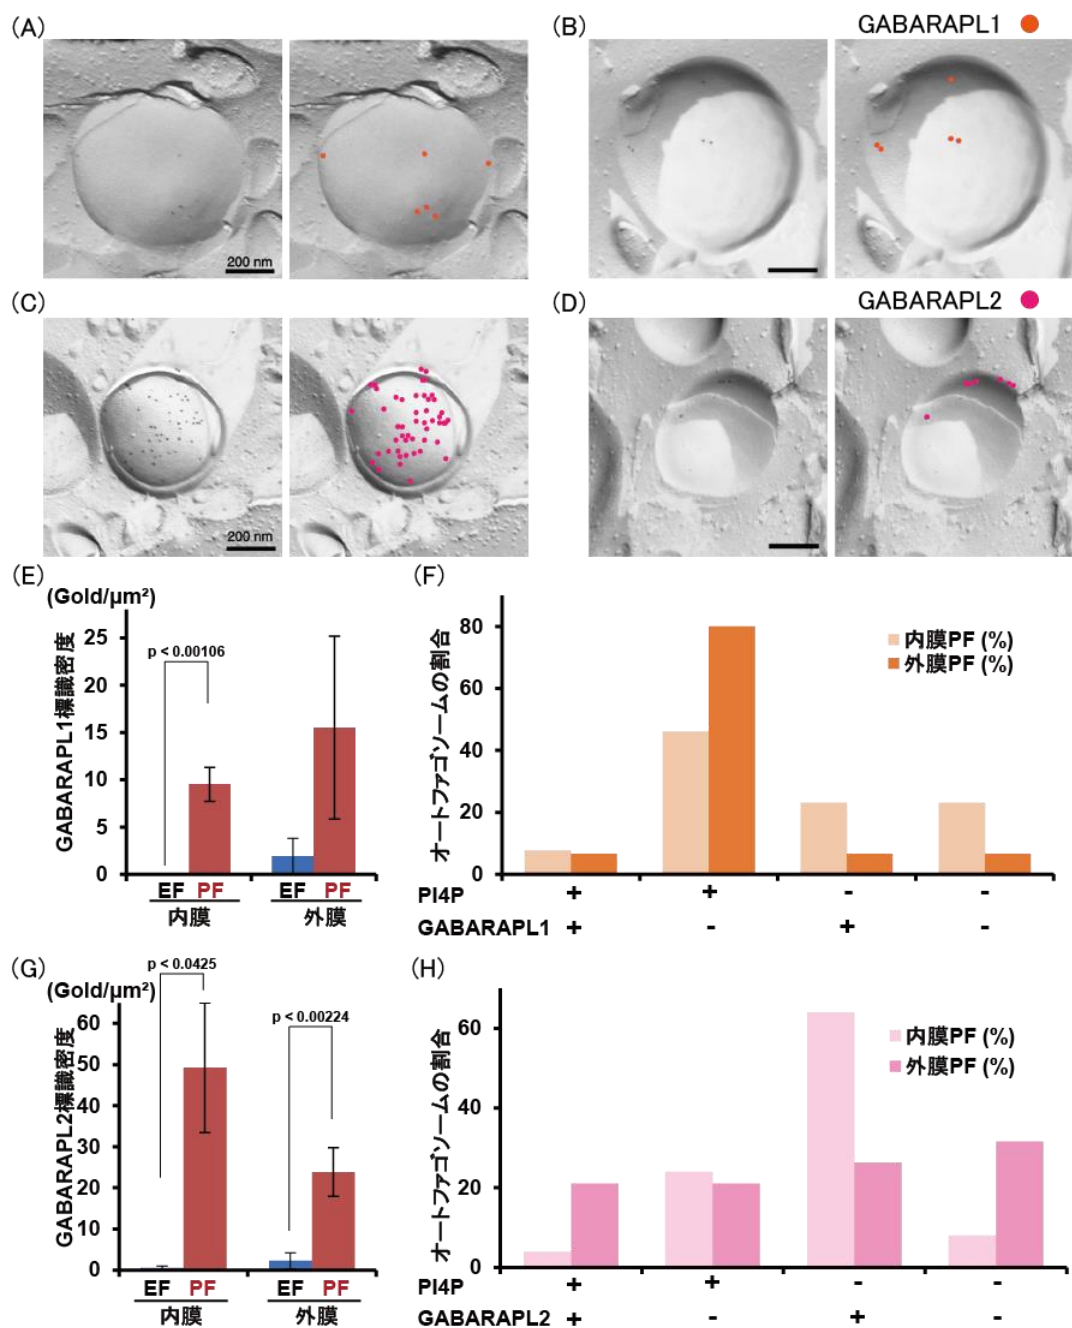 (A)
(B)
GABARAPL1
200 nm
(C)
(D)
GABARAPL2
200 nm
(E)
(Gold/μm²)
GABARAPL1標識密度
25
20
15
10
5
0
p < 0.00106
EF PF EF PF
内膜 外膜
(F)
オートファゴソームの割合
80
60
40
20
0
内膜PF (%)
外膜PF (%)
PI4P + + - -
GABARAPL1 + - + -
(G)
(Gold/μm²)
GABARAPL2標識密度
60
50
40
30
20
10
0
p < 0.0425
p < 0.00224
EF PF EF PF
内膜 外膜
(H)
オートファゴソームの割合
60
40
20
0
内膜PF (%)
外膜PF (%)
PI4P + + - -
GABARAPL2 + - + -